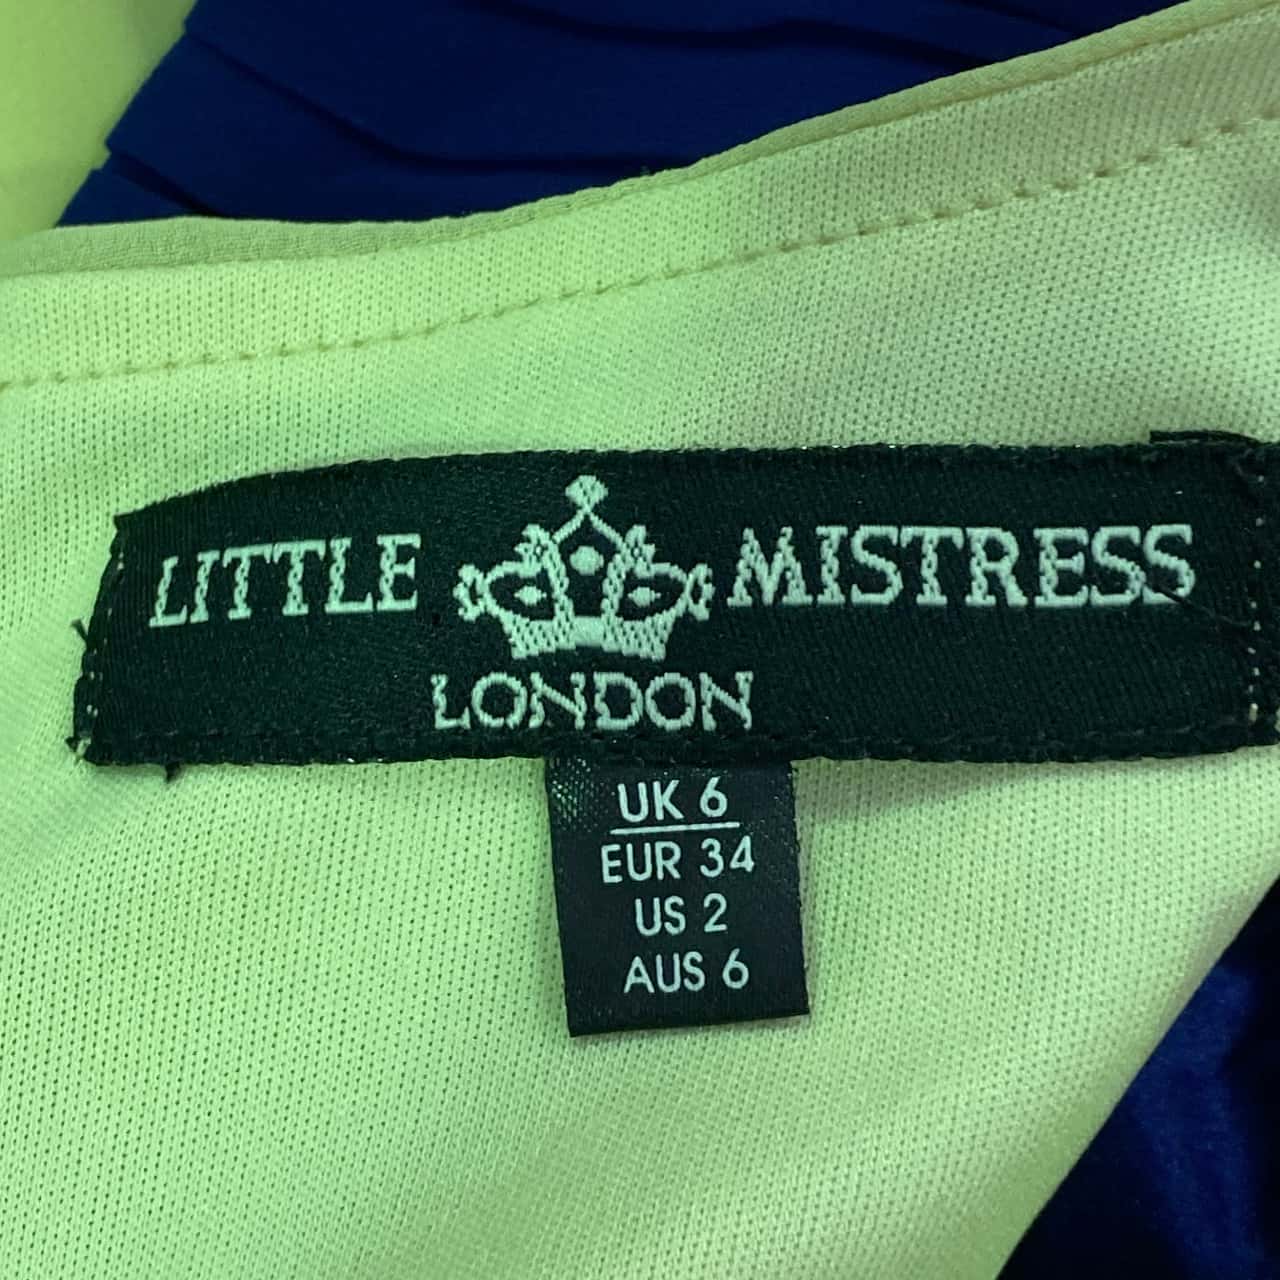 LITTLE MISTRESS
LONDON
UK 6
EUR 34
US 2
AUS 6